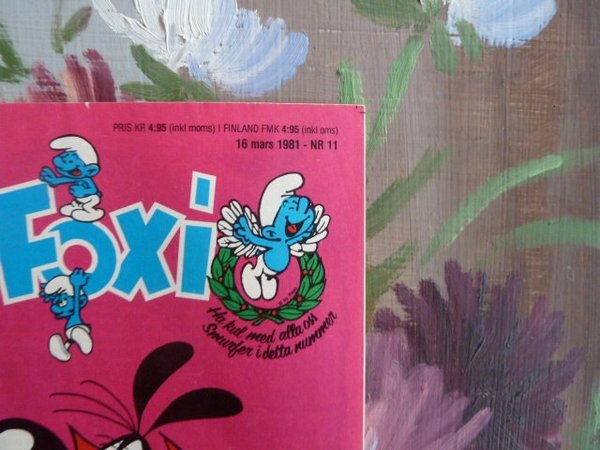 PRIS KR 4:95 (inkl moms) I FINLAND FMK 4:95 (inkl oms)
16 mars 1981 - NR 11
Foxi
Ha kul med alla oss
Smurfer i detta nummer